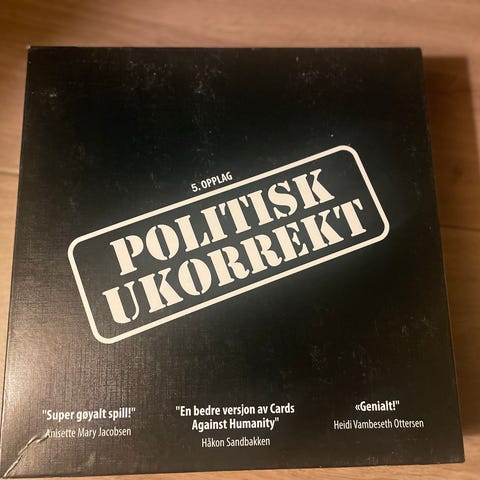 5. OPPLAG
POLITISK
UKORREKT
"Super gøyalt spill!"
Anisette Mary Jacobsen
"En bedre versjon av Cards
Against Humanity"
Håkon Sandbakken
«Genialt!"
Heidi Vambeseth Ottersen